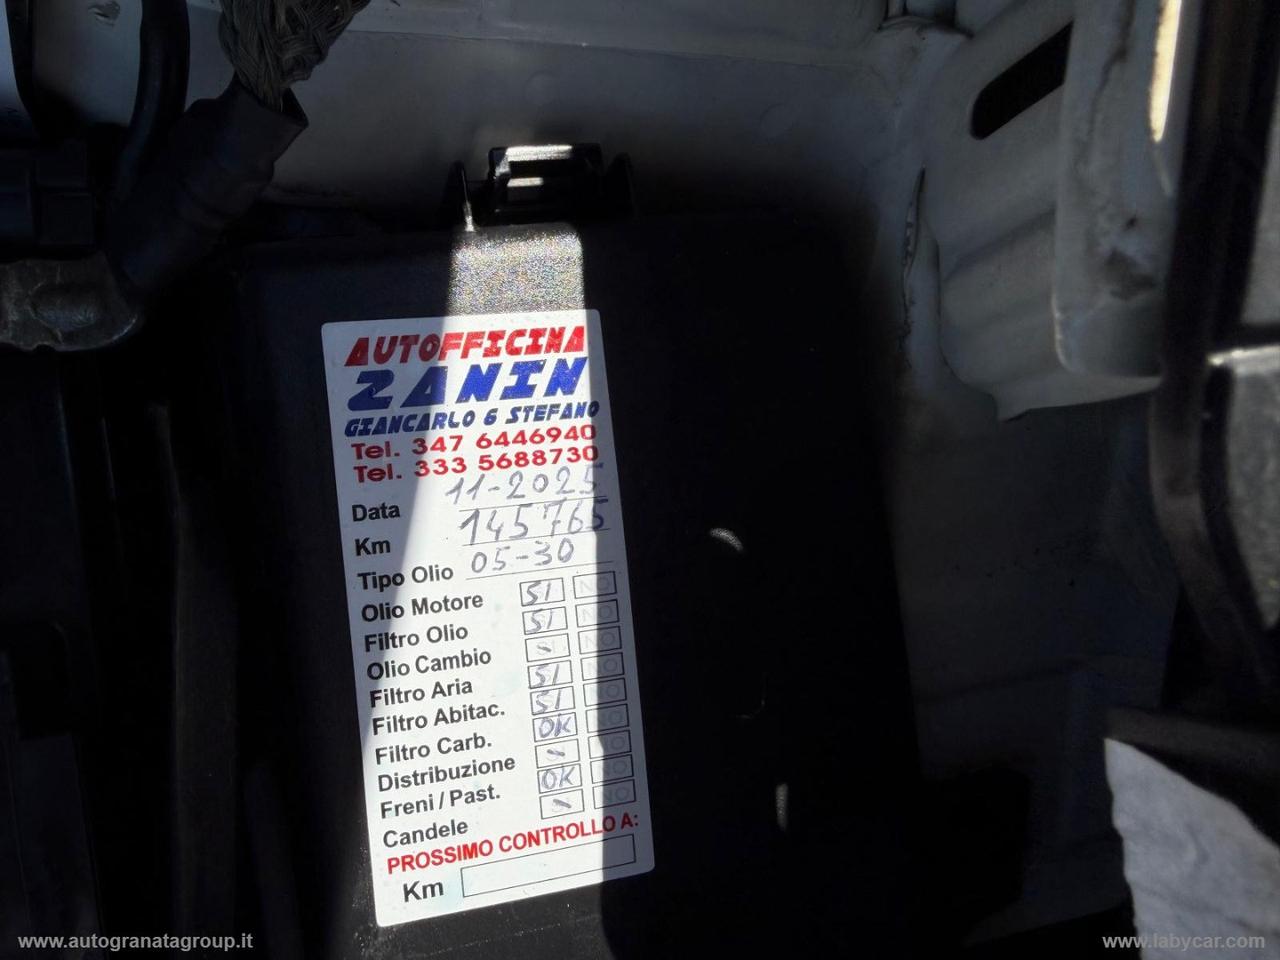 AUTOFFICINA
ZANIN
GIANCARLO & STEFANO
Tel. 347 6446940
Tel. 333 5688730
Data 11-2025
Km 145765
Tipo Olio 05-30
Olio Motore SI NO
Filtro Olio SI NO
Olio Cambio - NO
Filtro Aria SI NO
Filtro Abitac. SI NO
Filtro Carb. OK NO
Distribuzione - NO
Freni / Past. OK NO
Candele - NO
PROSSIMO CONTROLLO A:
Km
www.autogranatagroup.it
www.labycar.com